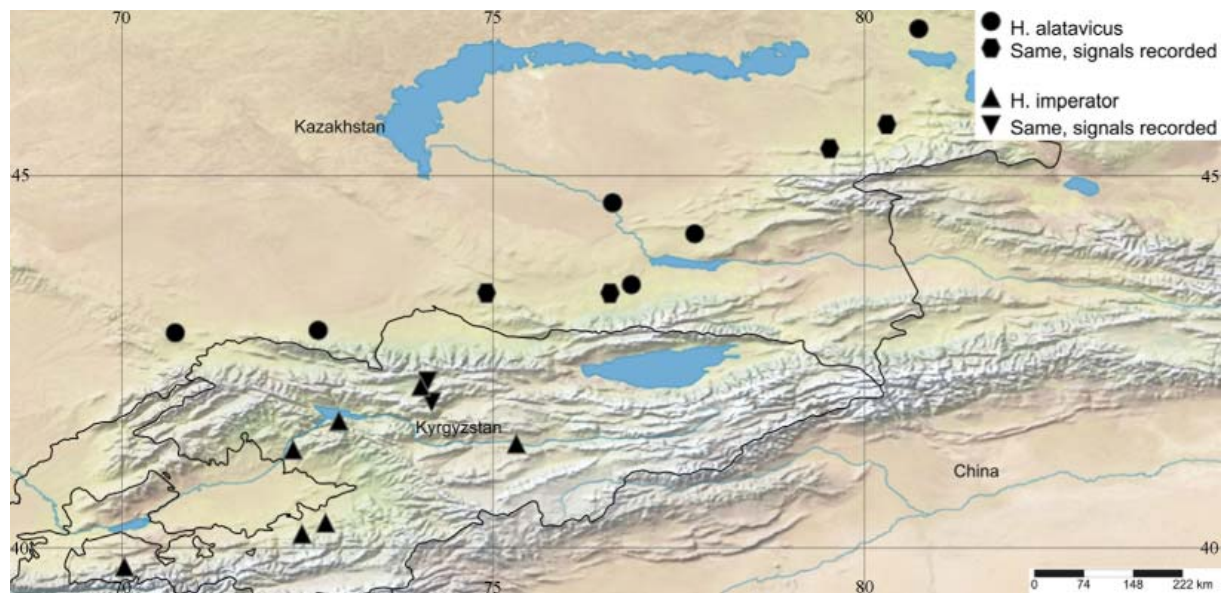 70 75 80
H. alatavicus
Same, signals recorded
H. imperator
Same, signals recorded
Kazakhstan
45 45
Kyrgyzstan
China
40 40
70 75 80
0 74 148 222 km